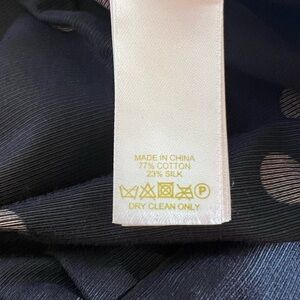 MADE IN CHINA
77% COTTON
23% SILK
P
DRY CLEAN ONLY